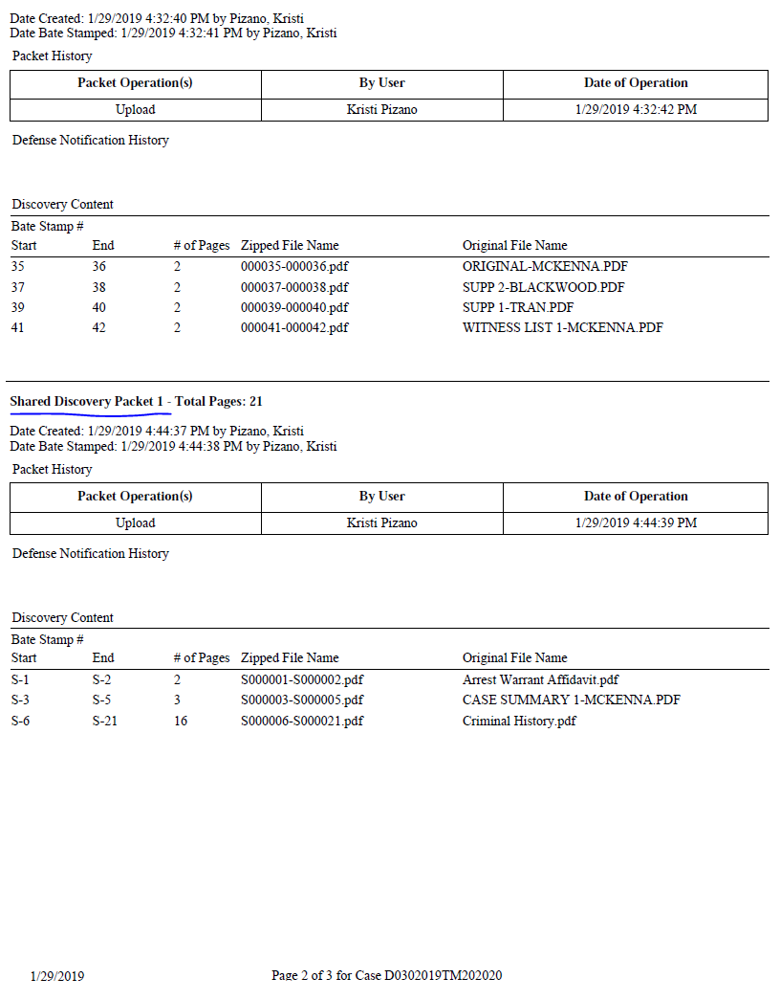 Date Created: 1/29/2019 4:32:40 PM by Pizano, Kristi
Date Bate Stamped: 1/29/2019 4:32:41 PM by Pizano, Kristi
Packet History
Packet Operation(s) By User Date of Operation
Upload Kristi Pizano 1/29/2019 4:32:42 PM
Defense Notification History
Discovery Content
Bate Stamp #
Start End # of Pages Zipped File Name Original File Name
35 36 2 000035-000036.pdf ORIGINAL-MCKENNA.PDF
37 38 2 000037-000038.pdf SUPP 2-BLACKWOOD.PDF
39 40 2 000039-000040.pdf SUPP 1-TRAN.PDF
41 42 2 000041-000042.pdf WITNESS LIST 1-MCKENNA.PDF
Shared Discovery Packet 1 - Total Pages: 21
Date Created: 1/29/2019 4:44:37 PM by Pizano, Kristi
Date Bate Stamped: 1/29/2019 4:44:38 PM by Pizano, Kristi
Packet History
Packet Operation(s) By User Date of Operation
Upload Kristi Pizano 1/29/2019 4:44:39 PM
Defense Notification History
Discovery Content
Bate Stamp #
Start End # of Pages Zipped File Name Original File Name
S-1 S-2 2 S000001-S000002.pdf Arrest Warrant Affidavit.pdf
S-3 S-5 3 S000003-S000005.pdf CASE SUMMARY 1-MCKENNA.PDF
S-6 S-21 16 S000006-S000021.pdf Criminal History.pdf
1/29/2019 Page 2 of 3 for Case D0302019TM202020